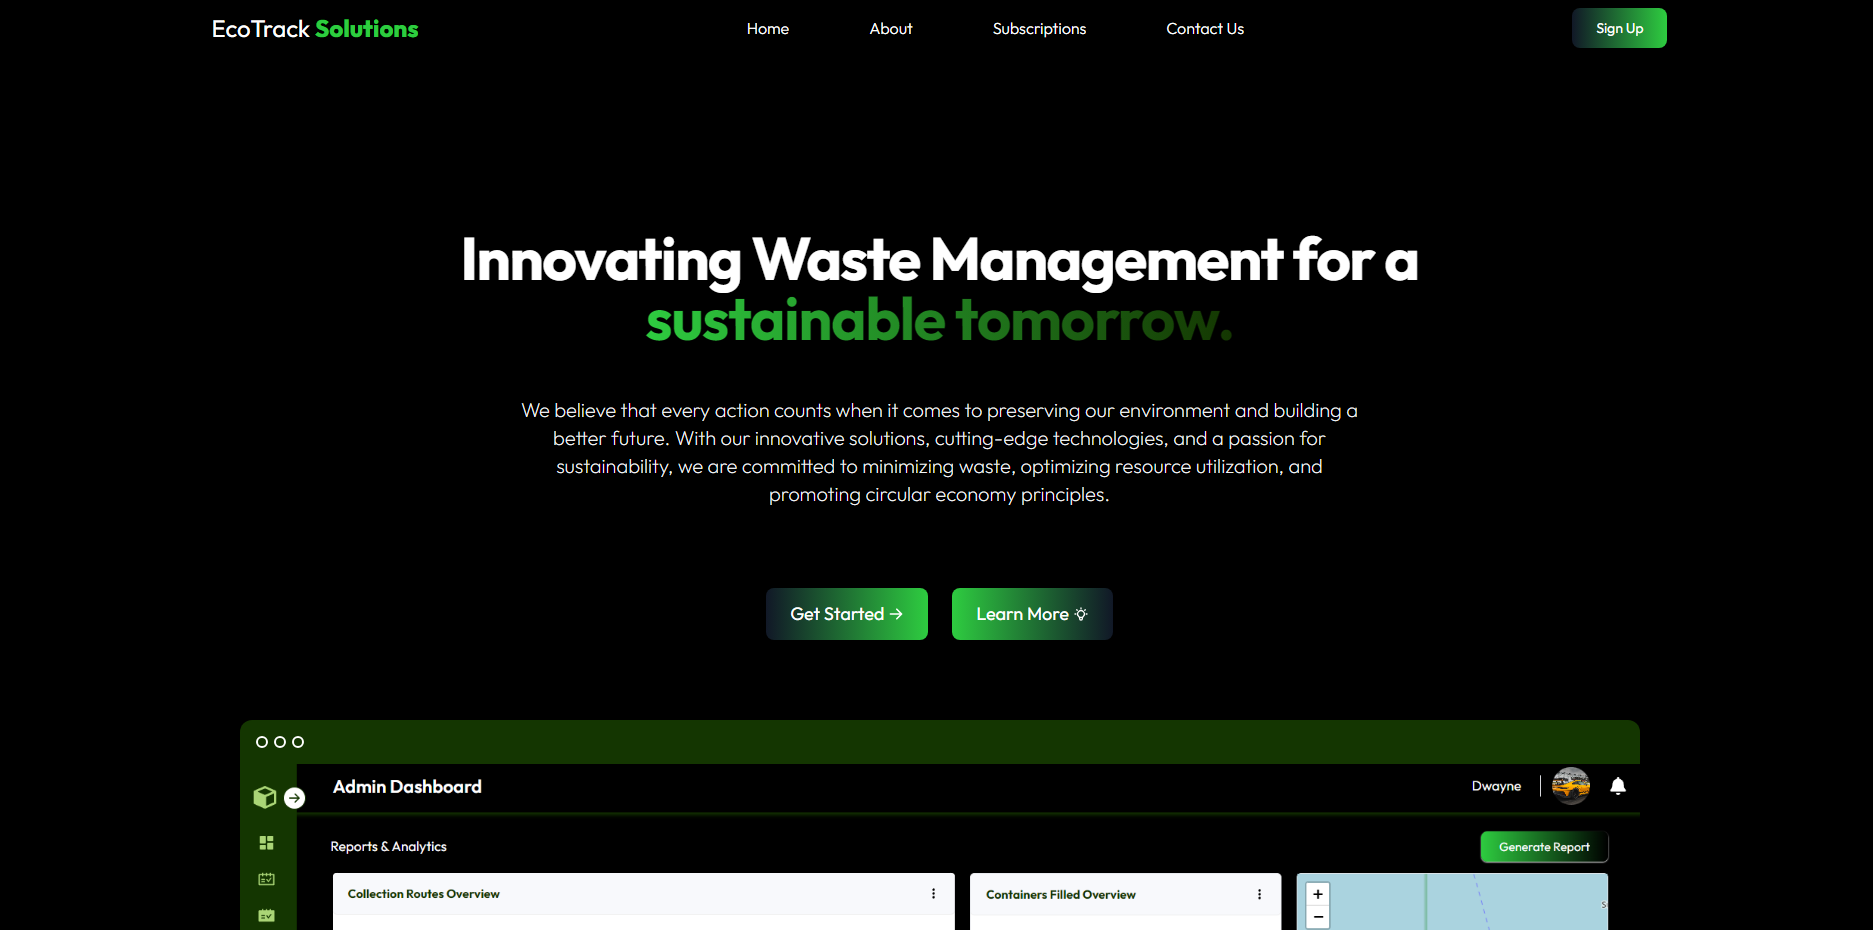 EcoTrack Solutions
Home
About
Subscriptions
Contact Us
Sign Up
Innovating Waste Management for a
sustainable tomorrow.
We believe that every action counts when it comes to preserving our environment and building a
better future. With our innovative solutions, cutting-edge technologies, and a passion for
sustainability, we are committed to minimizing waste, optimizing resource utilization, and
promoting circular economy principles.
Get Started →
Learn More
Admin Dashboard
Dwayne
Reports & Analytics
Generate Report
Collection Routes Overview
Containers Filled Overview
+
−